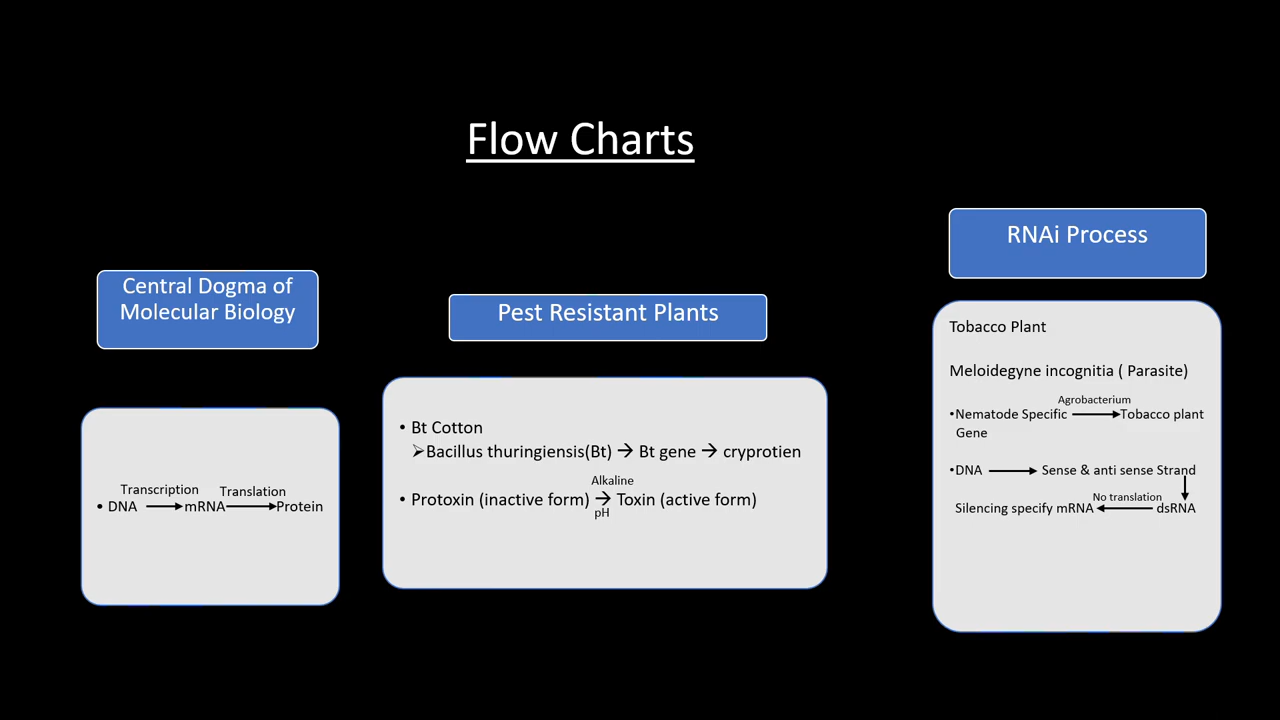 Flow Charts
Central Dogma of
Molecular Biology
Transcription Translation
• DNA → mRNA → Protein
Pest Resistant Plants
• Bt Cotton
➢Bacillus thuringiensis(Bt) → Bt gene → cryprotien
Alkaline
• Protoxin (inactive form) → Toxin (active form)
pH
RNAi Process
Tobacco Plant
Meloidegyne incognitia ( Parasite)
Agrobacterium
•Nematode Specific → Tobacco plant
Gene
•DNA → Sense & anti sense Strand
No translation
Silencing specify mRNA ← dsRNA